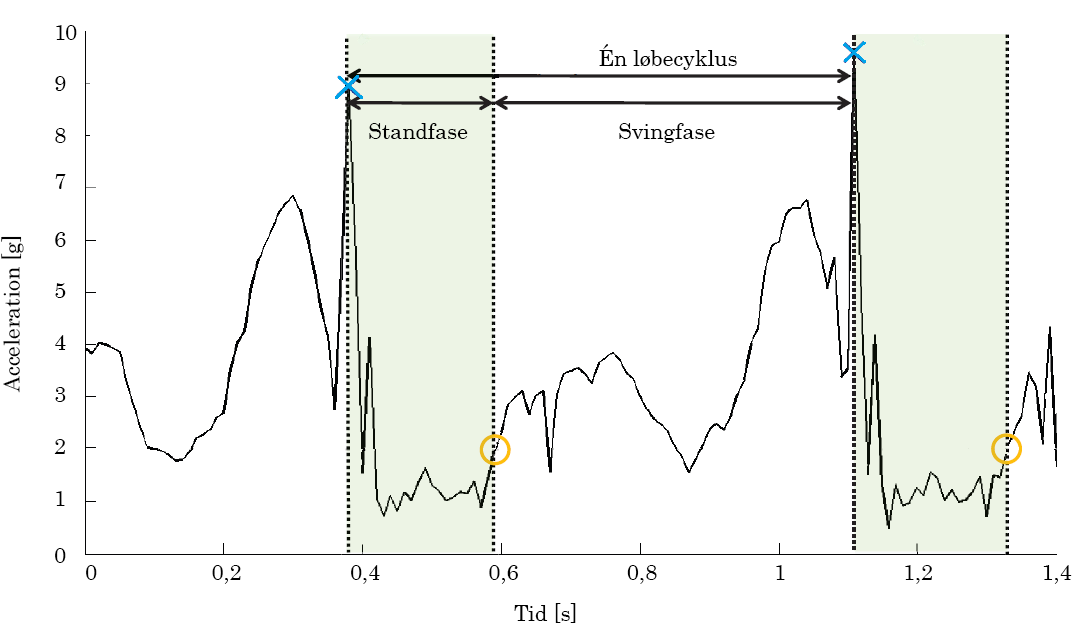 10
Én løbecyklus
9
8
Standfase
Svingfase
7
6
5
4
3
2
1
0
Acceleration [g]
0 0,2 0,4 0,6 0,8 1 1,2 1,4
Tid [s]